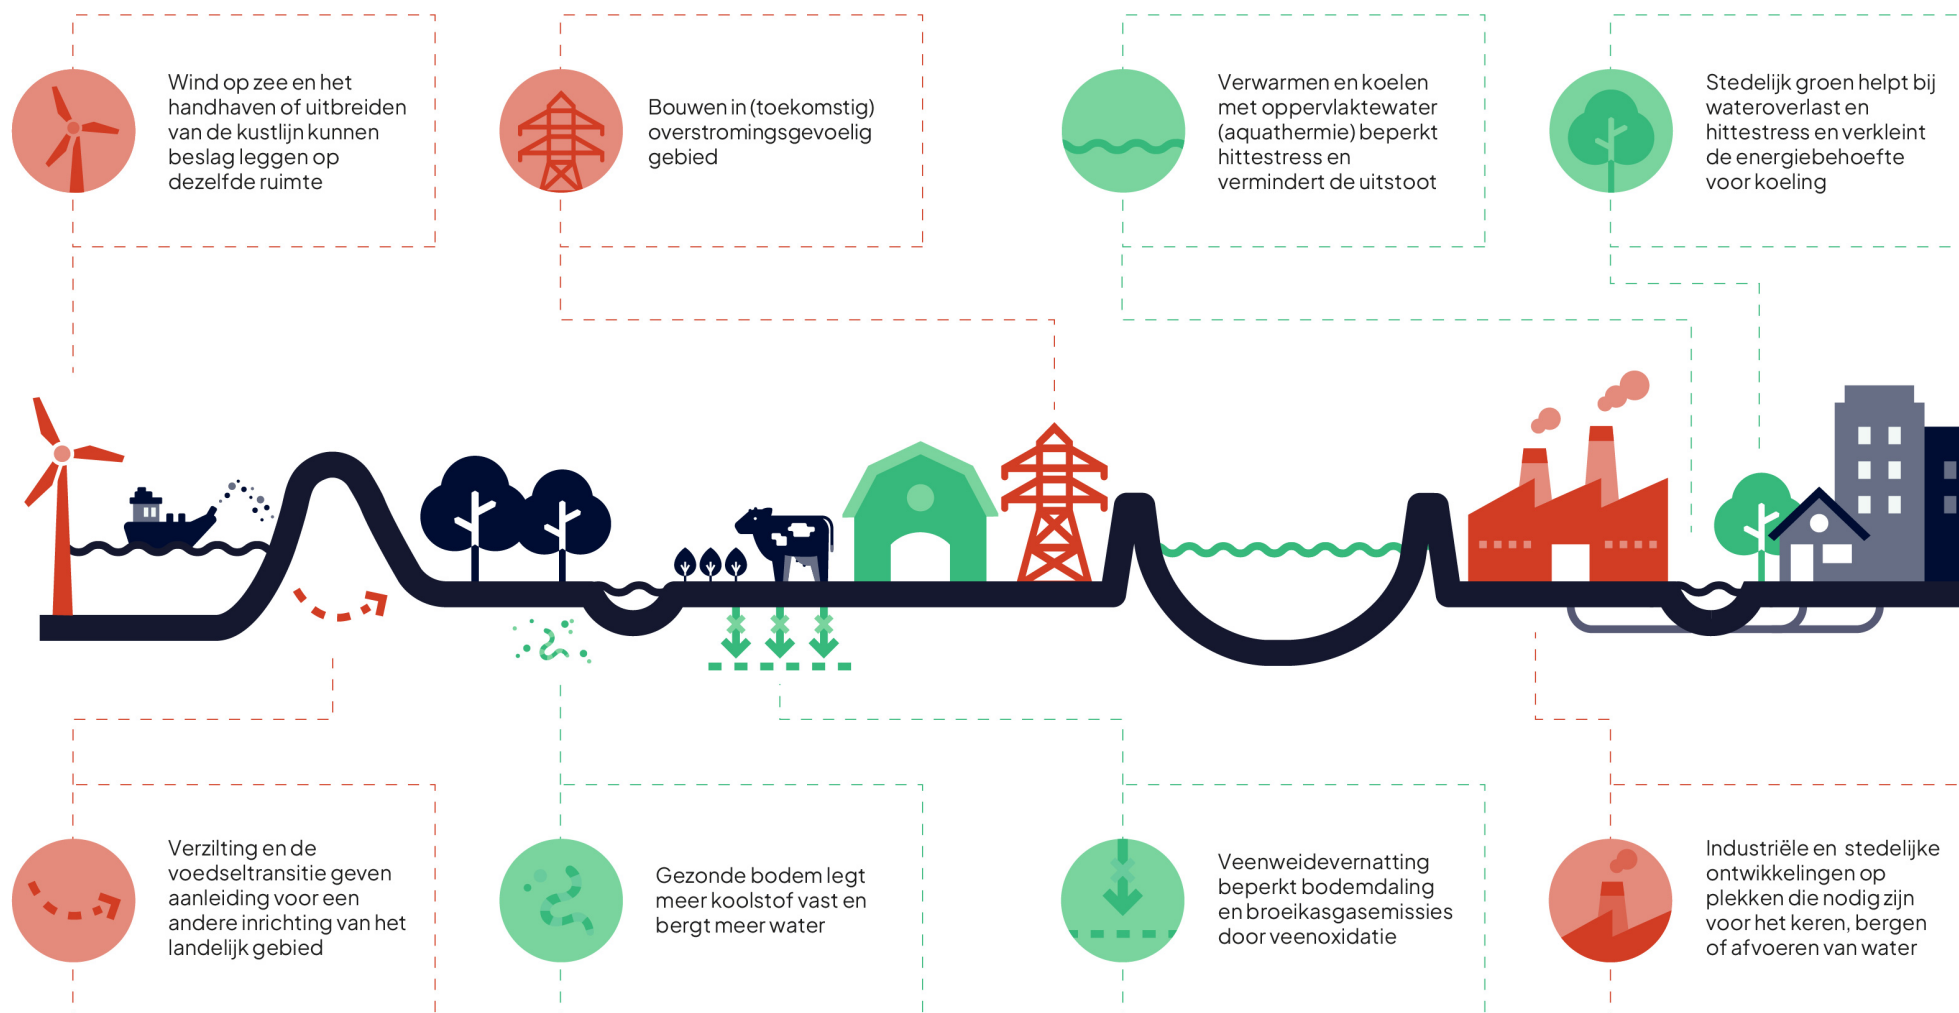 Wind op zee en het
handhaven of uitbreiden
van de kustlijn kunnen
beslag leggen op
dezelfde ruimte
Bouwen in (toekomstig)
overstromingsgevoelig
gebied
Verwarmen en koelen
met oppervlaktewater
(aquathermie) beperkt
hittestress en
vermindert de uitstoot
Stedelijk groen helpt bij
wateroverlast en
hittestress en verkleint
de energiebehoefte
voor koeling
Verzilting en de
voedseltransitie geven
aanleiding voor een
andere inrichting van het
landelijk gebied
Gezonde bodem legt
meer koolstof vast en
bergt meer water
Veenweidevernatting
beperkt bodemdaling
en broeikasgasemissies
door veenoxidatie
Industriële en stedelijke
ontwikkelingen op
plekken die nodig zijn
voor het keren, bergen
of afvoeren van water